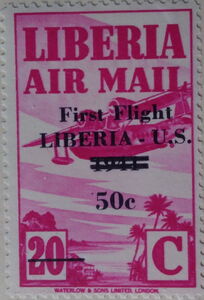 LIBERIA
AIR MAIL
First Flight
LIBERIA - U.S.
1941
50c
20 C
WATERLOW & SONS LIMITED, LONDON.